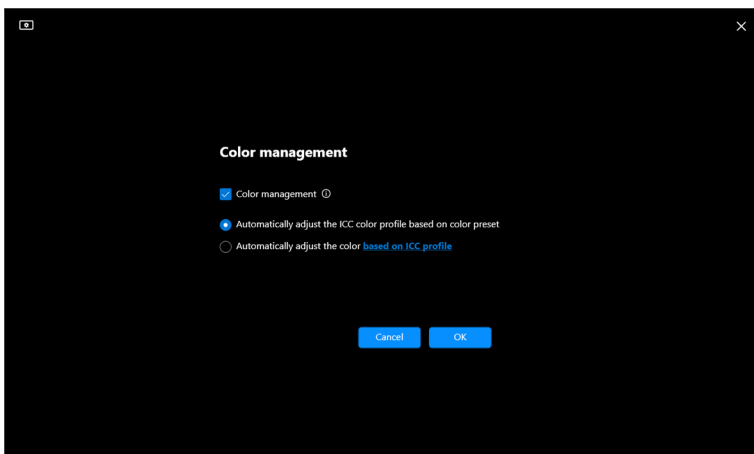 Color management
Color management
Automatically adjust the ICC color profile based on color preset
Automatically adjust the color based on ICC profile
Cancel OK